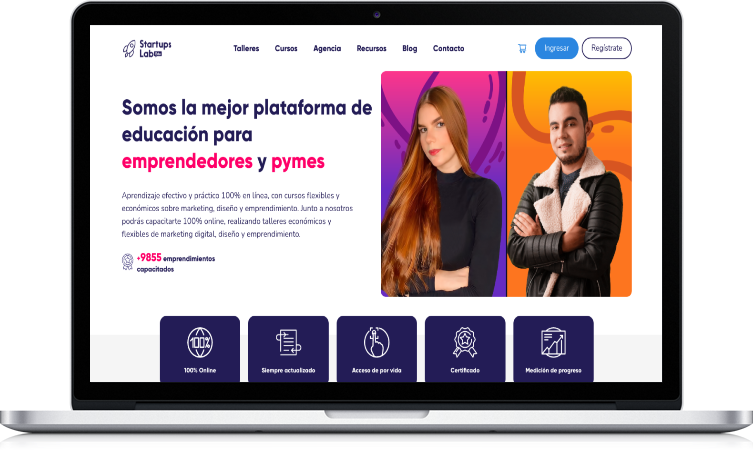 Startups
Lab
Talleres Cursos Agencia Recursos Blog Contacto Ingresar Regístrate
Somos la mejor plataforma de
educación para
emprendedores y pymes
Aprendizaje efectivo y práctico 100% en línea, con cursos flexibles y
económicos sobre marketing, diseño y emprendimiento. Junto a nosotros
podrás capacitarte 100% online, realizando talleres económicos y
flexibles de marketing digital, diseño y emprendimiento.
+9855 emprendimientos
capacitados
100%
100% Online
Siempre actualizado
Acceso de por vida
Certificado
Medición de progreso